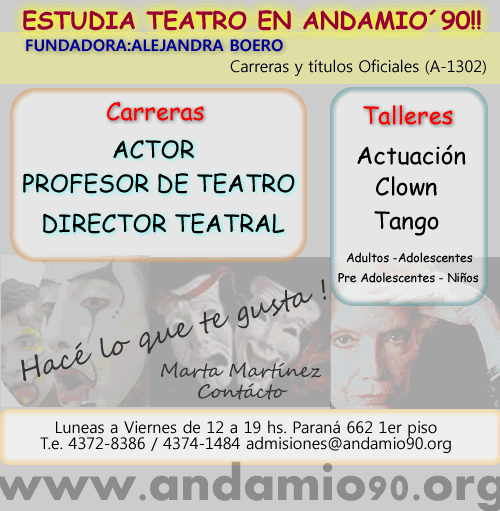 ESTUDIA TEATRO EN ANDAMIO´90!!
FUNDADORA:ALEJANDRA BOERO
Carreras y títulos Oficiales (A-1302)
Carreras
ACTOR
PROFESOR DE TEATRO
DIRECTOR TEATRAL
Talleres
Actuación
Clown
Tango
Adultos -Adolescentes
Pre Adolescentes - Niños
Hacé lo que te gusta !
Marta Martínez
Contácto
Luneas a Viernes de 12 a 19 hs. Paraná 662 1er piso
T.e. 4372-8386 / 4374-1484 admisiones@andamio90.org
www.andamio90.org